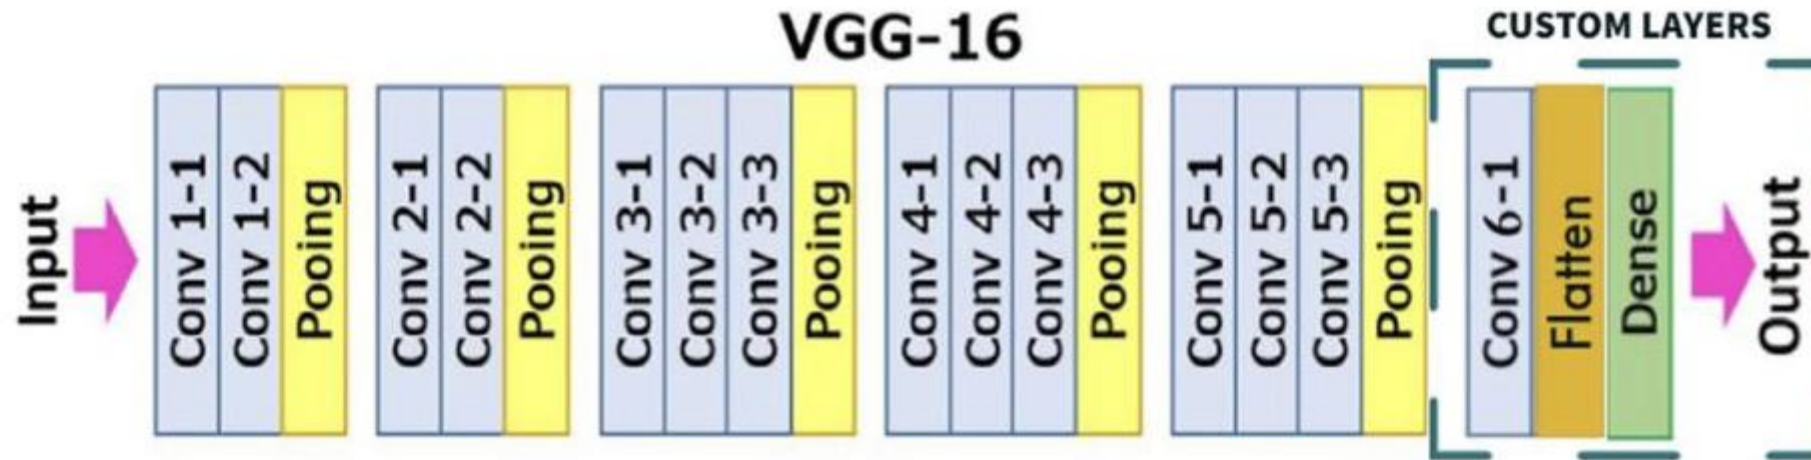 VGG-16
CUSTOM LAYERS
Input
Conv 1-1
Conv 1-2
Pooing
Conv 2-1
Conv 2-2
Pooing
Conv 3-1
Conv 3-2
Conv 3-3
Pooing
Conv 4-1
Conv 4-2
Conv 4-3
Pooing
Conv 5-1
Conv 5-2
Conv 5-3
Pooing
Conv 6-1
Flatten
Dense
Output